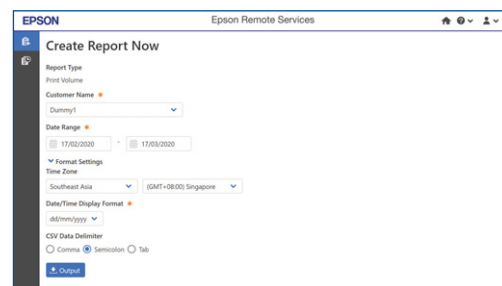 EPSON
Epson Remote Services
Create Report Now
Report Type
Print Volume
Customer Name *
Dummy1
Date Range *
17/02/2020 - 17/03/2020
Format Settings
Time Zone
Southeast Asia (GMT+08:00) Singapore
Date/Time Display Format *
dd/mm/yyyy
CSV Data Delimiter
Comma Semicolon Tab
Output